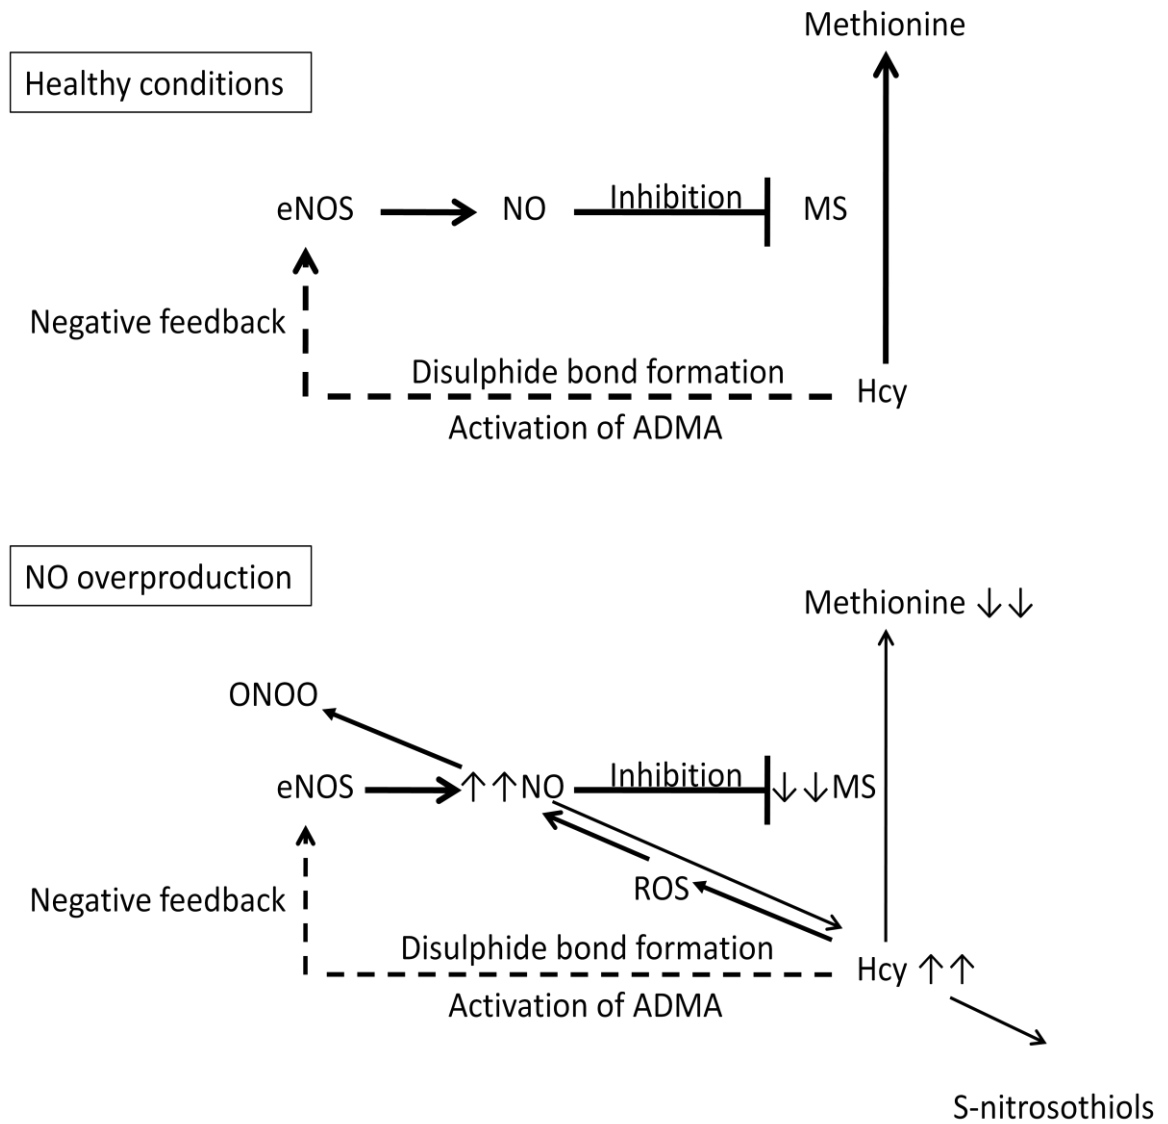 Methionine
Healthy conditions
eNOS
NO
Inhibition
MS
Negative feedback
Disulphide bond formation
Hcy
Activation of ADMA
NO overproduction
Methionine ↓↓
ONOO
eNOS
↑↑NO
Inhibition
↓↓MS
ROS
Negative feedback
Disulphide bond formation
Hcy ↑↑
Activation of ADMA
S-nitrosothiols